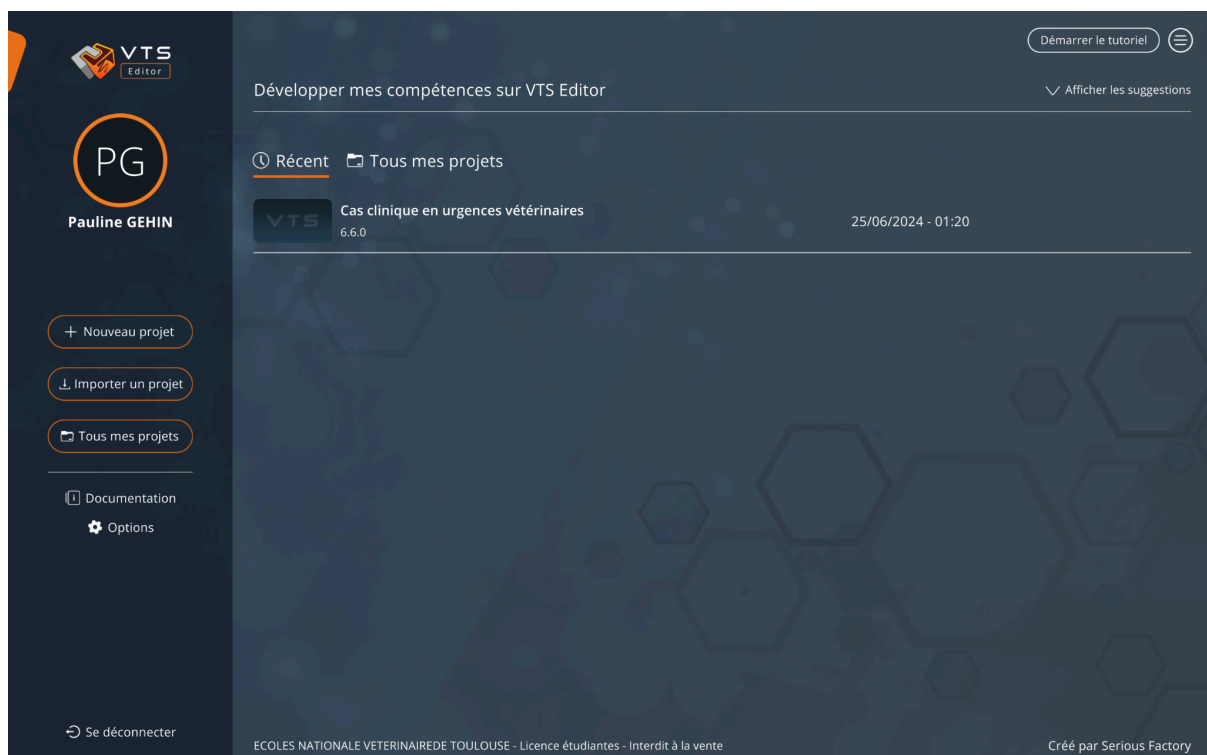 VTS
Editor
PG
Pauline GEHIN
+ Nouveau projet
Importer un projet
Tous mes projets
Documentation
Options
Se déconnecter
Démarrer le tutoriel
Développer mes compétences sur VTS Editor
Afficher les suggestions
Récent
Tous mes projets
VTS
Cas clinique en urgences vétérinaires
6.6.0
25/06/2024 - 01:20
ECOLES NATIONALE VETERINAIREDE TOULOUSE - Licence étudiantes - Interdit à la vente
Créé par Serious Factory